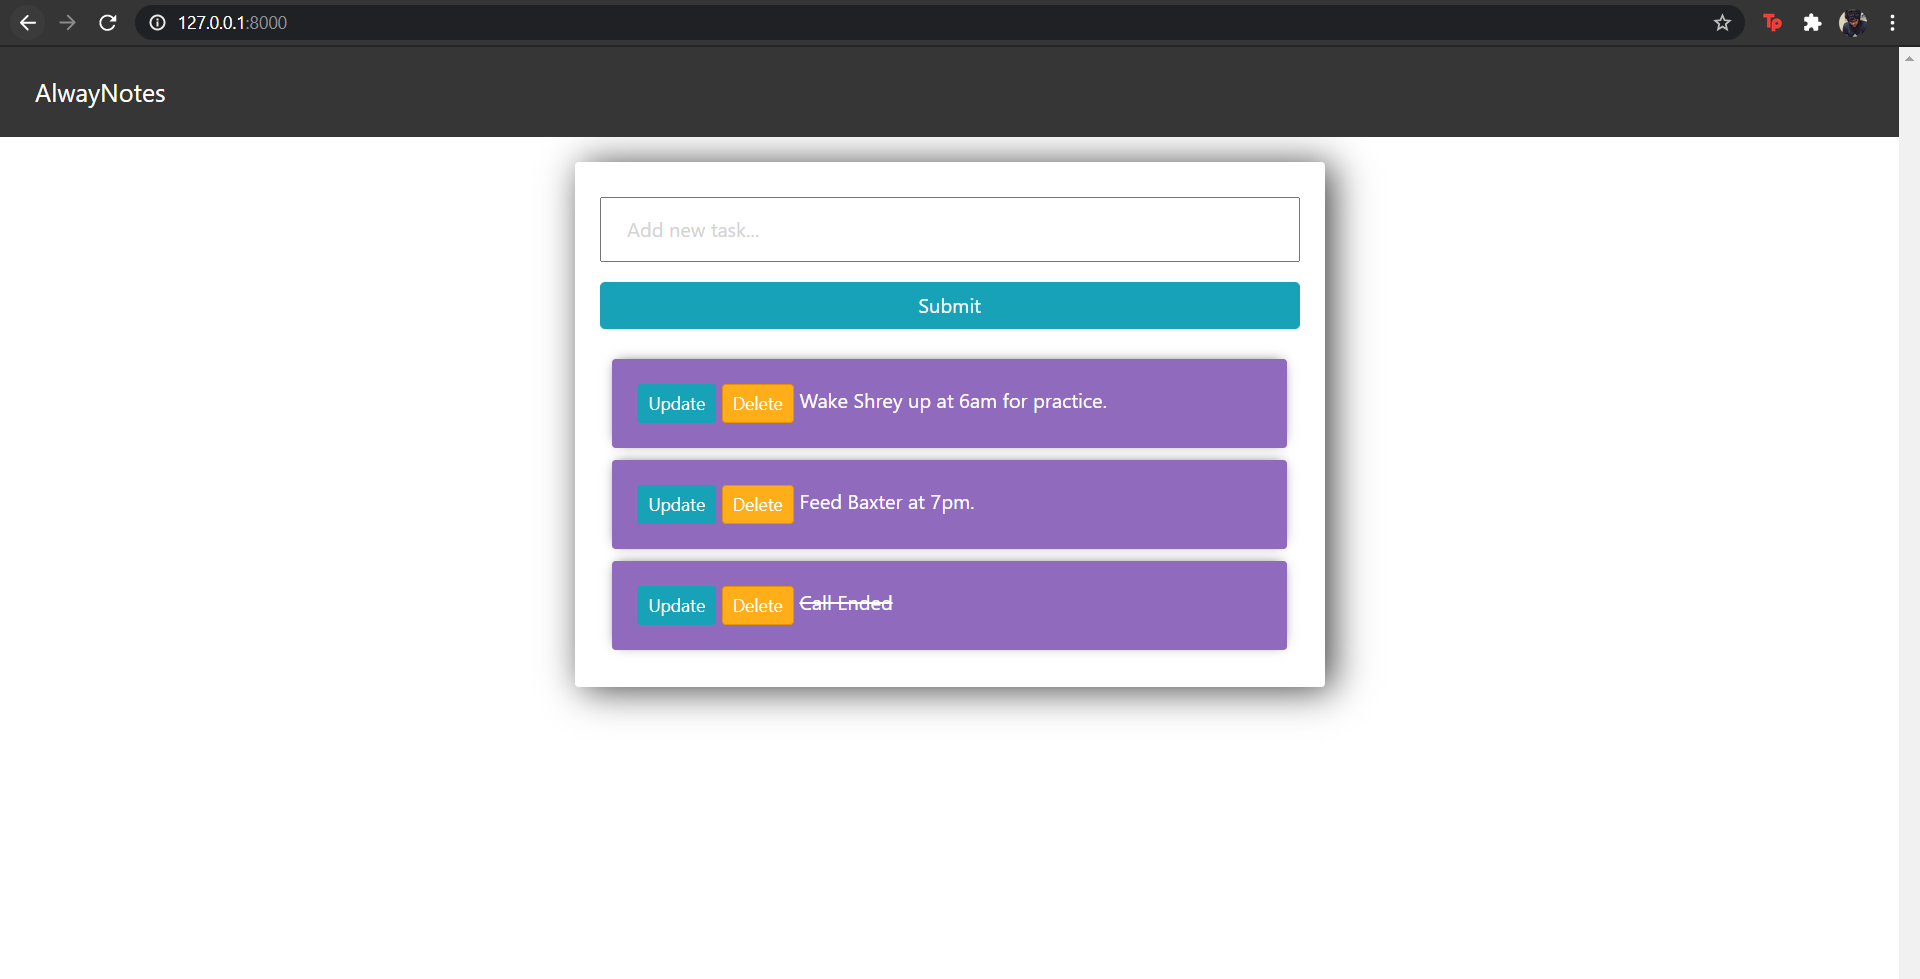 127.0.0.1:8000
Tp
AlwayNotes
Add new task...
Submit
Update Delete Wake Shrey up at 6am for practice.
Update Delete Feed Baxter at 7pm.
Update Delete Call Ended